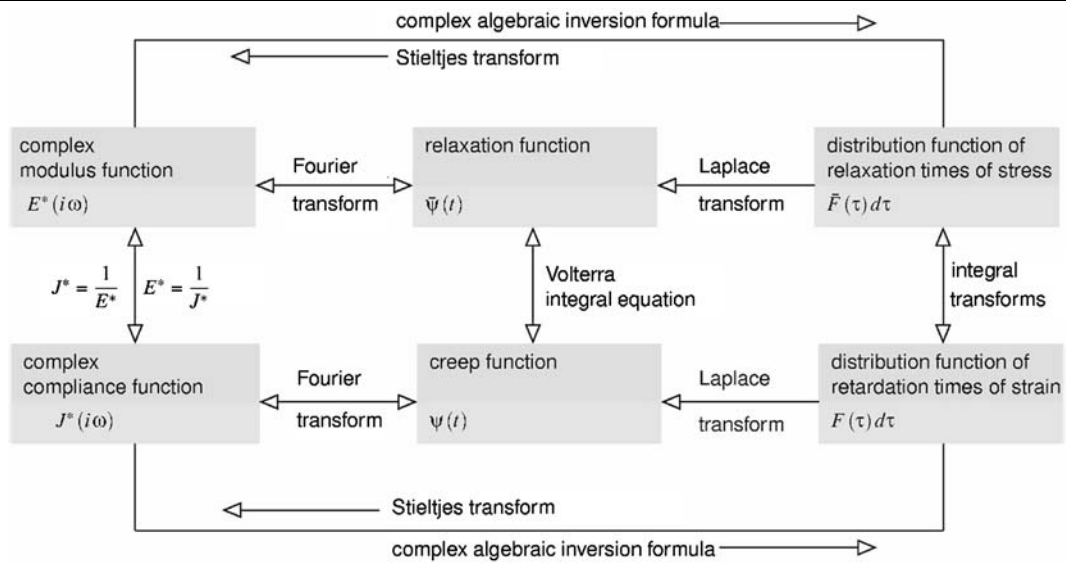 complex algebraic inversion formula
Stieltjes transform
complex
modulus function
E*(iω)
Fourier
transform
relaxation function
ψ̄(t)
Laplace
transform
distribution function of
relaxation times of stress
F̄(τ)dτ
J* = 1/E* E* = 1/J*
Volterra
integral equation
integral
transforms
complex
compliance function
J*(iω)
Fourier
transform
creep function
ψ(t)
Laplace
transform
distribution function of
retardation times of strain
F(τ)dτ
Stieltjes transform
complex algebraic inversion formula